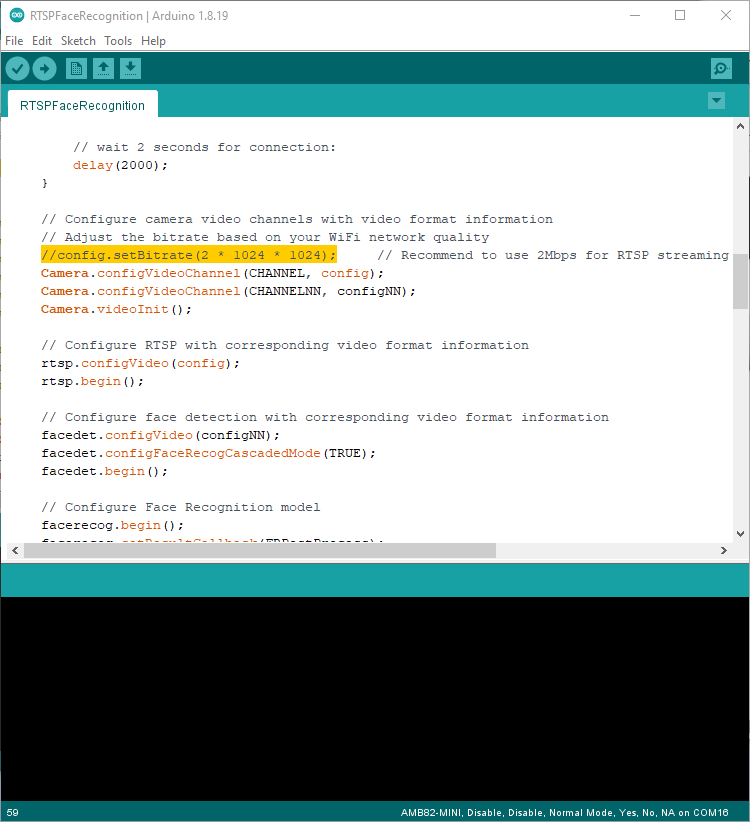 RTSPFaceRecognition | Arduino 1.8.19
File Edit Sketch Tools Help
RTSPFaceRecognition
// wait 2 seconds for connection:
delay(2000);
}
// Configure camera video channels with video format information
// Adjust the bitrate based on your WiFi network quality
//config.setBitrate(2 * 1024 * 1024); // Recommend to use 2Mbps for RTSP streaming
Camera.configVideoChannel(CHANNEL, config);
Camera.configVideoChannel(CHANNELNN, configNN);
Camera.videoInit();
// Configure RTSP with corresponding video format information
rtsp.configVideo(config);
rtsp.begin();
// Configure face detection with corresponding video format information
facedet.configVideo(configNN);
facedet.configFaceRecogCascadedMode(TRUE);
facedet.begin();
// Configure Face Recognition model
facerecog.begin();
facerecog.setResultCallback(FRPostProcess);
59
AMB82-MINI, Disable, Disable, Normal Mode, Yes, No, NA on COM16